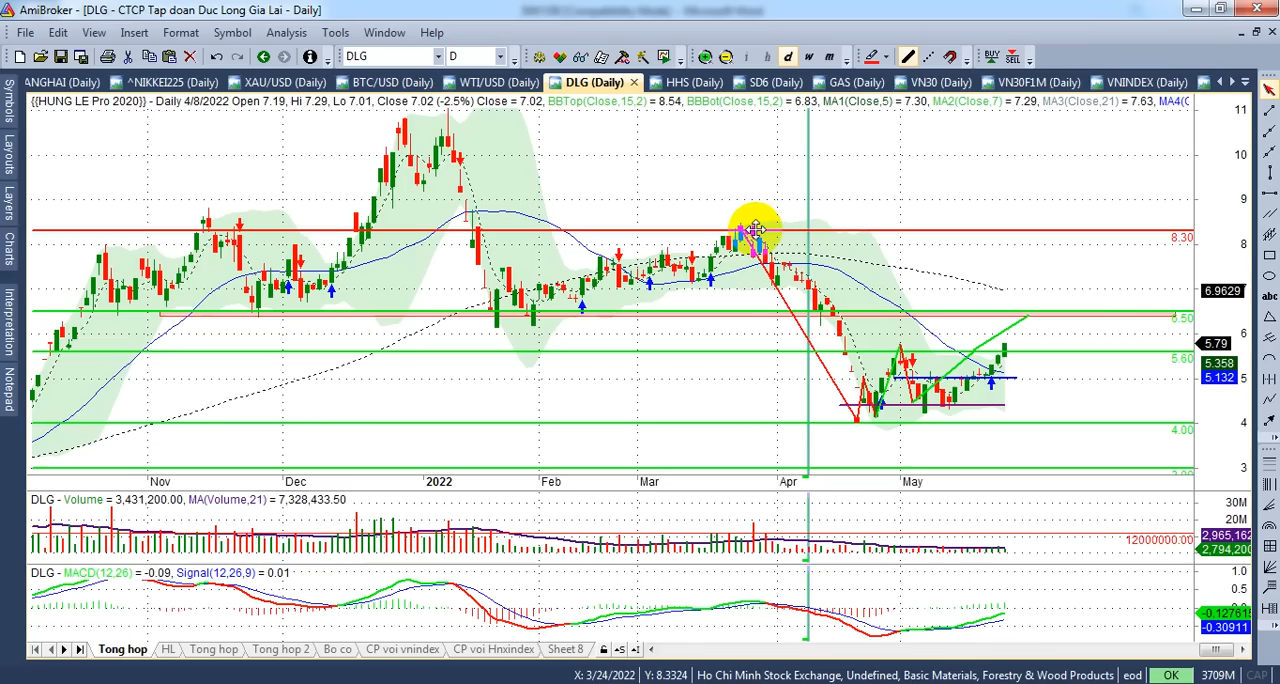 AmiBroker - [DLG - CTCP Tap doan Duc Long Gia Lai - Daily]
File Edit View Insert Format Symbol Analysis Tools Window Help
DLG D i h d w m BUY SELL
ANGHAI (Daily) ^NIKKEI225 (Daily) XAU/USD (Daily) BTC/USD (Daily) WTI/USD (Daily) DLG (Daily) HHS (Daily) SD6 (Daily) GAS (Daily) VN30 (Daily) VN30F1M (Daily) VNINDEX (Daily)
{{HUNG LE Pro 2020}} - Daily 4/8/2022 Open 7.19, Hi 7.29, Lo 7.01, Close 7.02 (-2.5%) Close = 7.02, BBTop(Close,15,2) = 8.54, BBBot(Close,15,2) = 6.83, MA1(Close,5) = 7.30, MA2(Close,7) = 7.29, MA3(Close,21) = 7.63, MA4(C
Symbols
Layouts
Layers
Charts
Interpretation
Notepad
abc
11
10
9
8
8.30
6.9629
6.50
6
5.79
5.60
5.358
5.132
5
4.00
4
3
Nov Dec 2022 Feb Mar Apr May
DLG - Volume = 3,431,200.00, MA(Volume,21) = 7,328,433.50
30M
20M
2,965,162
12000000.00
2,794,200
DLG - MACD(12,26) = -0.09, Signal(12,26,9) = 0.01
1.0
0.5
-0.12761
-0.30911
Tong hop HL Tong hop Tong hop 2 Bo co CP voi vnindex CP voi Hnxindex Sheet 8
X: 3/24/2022 Y: 8.3324 Ho Chi Minh Stock Exchange, Undefined, Basic Materials, Forestry & Wood Products eod OK 3709M CAP